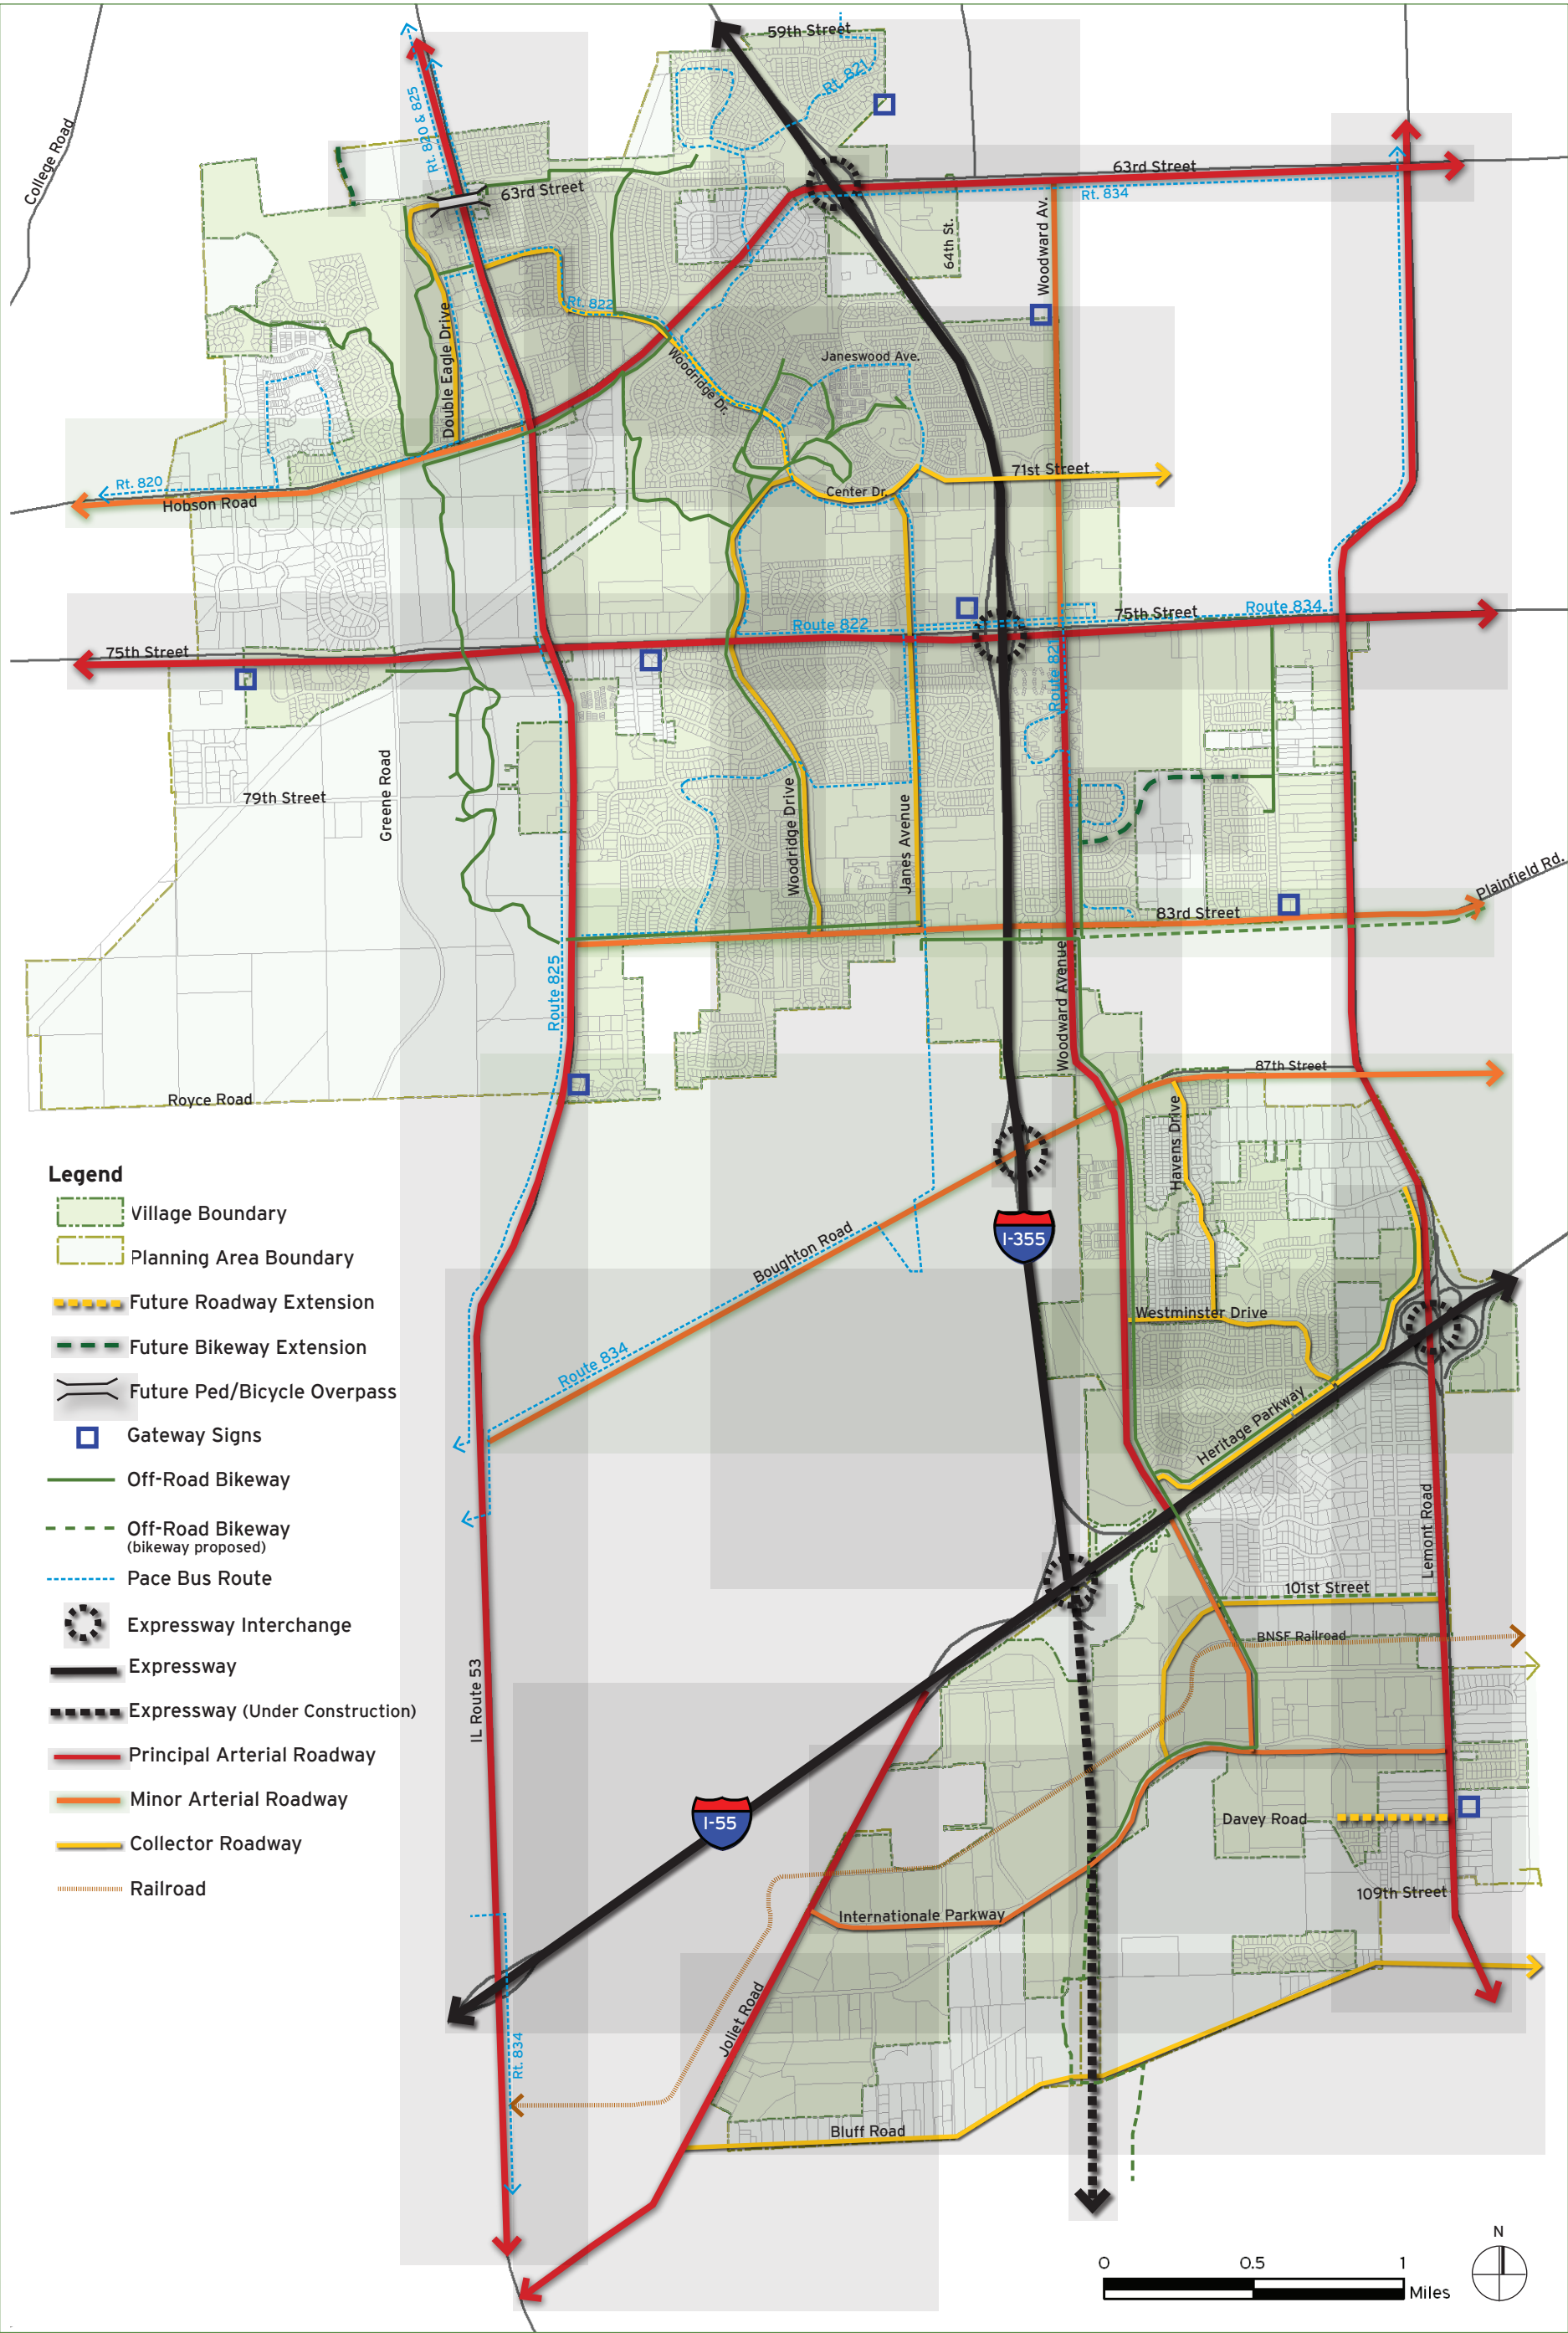 59th Street
Rt. 821
College Road
Rt. 820 & 825
63rd Street
63rd Street
Rt. 834
64th St.
Woodward Av.
Rt. 822
Double Eagle Drive
Woodridge Dr.
Janeswood Ave.
71st Street
Center Dr.
Rt. 820
Hobson Road
75th Street
Route 822
75th Street
Route 834
Route 821
Greene Road
79th Street
Woodridge Drive
Janes Avenue
83rd Street
Plainfield Rd.
Route 825
Woodward Avenue
87th Street
Royce Road
Havens Drive
I-355
Boughton Road
Westminster Drive
Route 834
Heritage Parkway
Lemont Road
101st Street
BNSF Railroad
IL Route 53
I-55
Davey Road
109th Street
Internationale Parkway
Joliet Road
Rt. 834
Bluff Road
Legend
Village Boundary
Planning Area Boundary
Future Roadway Extension
Future Bikeway Extension
Future Ped/Bicycle Overpass
Gateway Signs
Off-Road Bikeway
Off-Road Bikeway
(bikeway proposed)
Pace Bus Route
Expressway Interchange
Expressway
Expressway (Under Construction)
Principal Arterial Roadway
Minor Arterial Roadway
Collector Roadway
Railroad
N
0 0.5 1
Miles